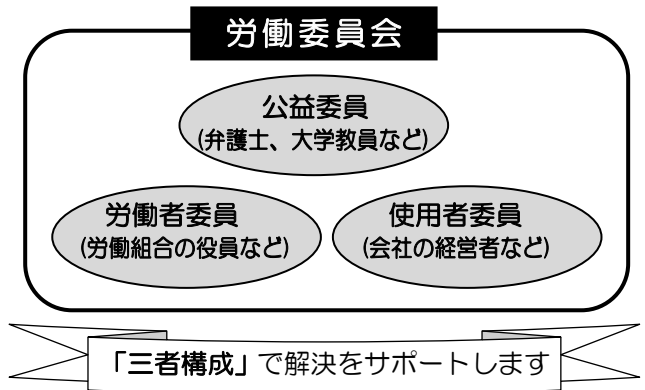 労働委員会
公益委員
(弁護士、大学教員など)
労働者委員
(労働組合の役員など)
使用者委員
(会社の経営者など)
「三者構成」で解決をサポートします